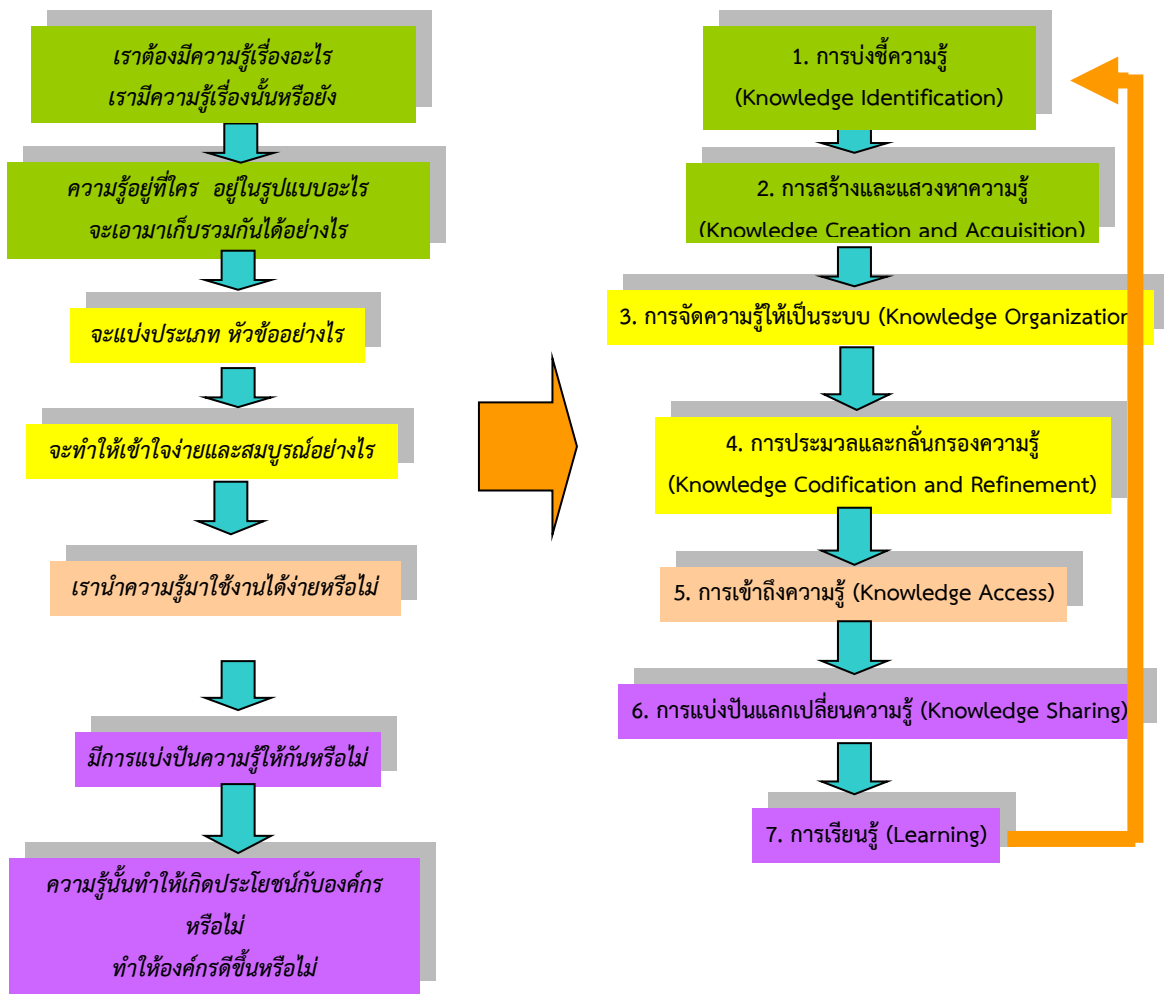 เราต้องมีความรู้เรื่องอะไร
เรามีความรู้เรื่องนั้นหรือยัง
ความรู้อยู่ที่ใคร อยู่ในรูปแบบอะไร
จะเอามาเก็บรวมกันได้อย่างไร
จะแบ่งประเภท หัวข้ออย่างไร
จะทำให้เข้าใจง่ายและสมบูรณ์อย่างไร
เรานำความรู้มาใช้งานได้ง่ายหรือไม่
มีการแบ่งปันความรู้ให้กันหรือไม่
ความรู้นั้นทำให้เกิดประโยชน์กับองค์กร
หรือไม่
ทำให้องค์กรดีขึ้นหรือไม่
1. การบ่งชี้ความรู้
(Knowledge Identification)
2. การสร้างและแสวงหาความรู้
(Knowledge Creation and Acquisition)
3. การจัดความรู้ให้เป็นระบบ (Knowledge Organization
4. การประมวลและกลั่นกรองความรู้
(Knowledge Codification and Refinement)
5. การเข้าถึงความรู้ (Knowledge Access)
6. การแบ่งปันแลกเปลี่ยนความรู้ (Knowledge Sharing)
7. การเรียนรู้ (Learning)